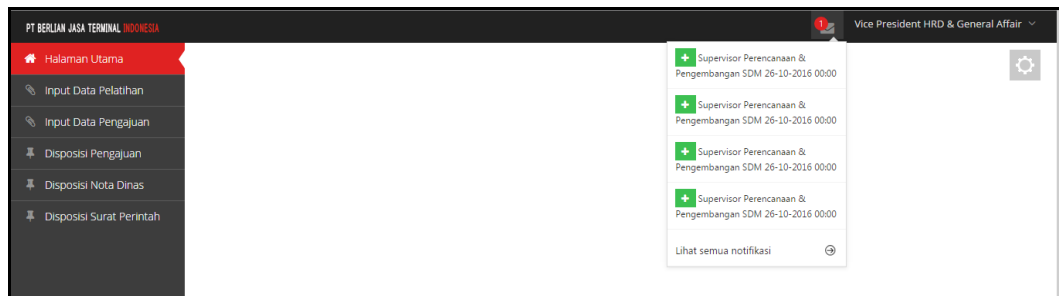 PT BERLIAN JASA TERMINAL INDONESIA
1
Vice President HRD & General Affair
Halaman Utama
Input Data Pelatihan
Input Data Pengajuan
Disposisi Pengajuan
Disposisi Nota Dinas
Disposisi Surat Perintah
Supervisor Perencanaan &
Pengembangan SDM 26-10-2016 00:00
Supervisor Perencanaan &
Pengembangan SDM 26-10-2016 00:00
Supervisor Perencanaan &
Pengembangan SDM 26-10-2016 00:00
Supervisor Perencanaan &
Pengembangan SDM 26-10-2016 00:00
Lihat semua notifikasi